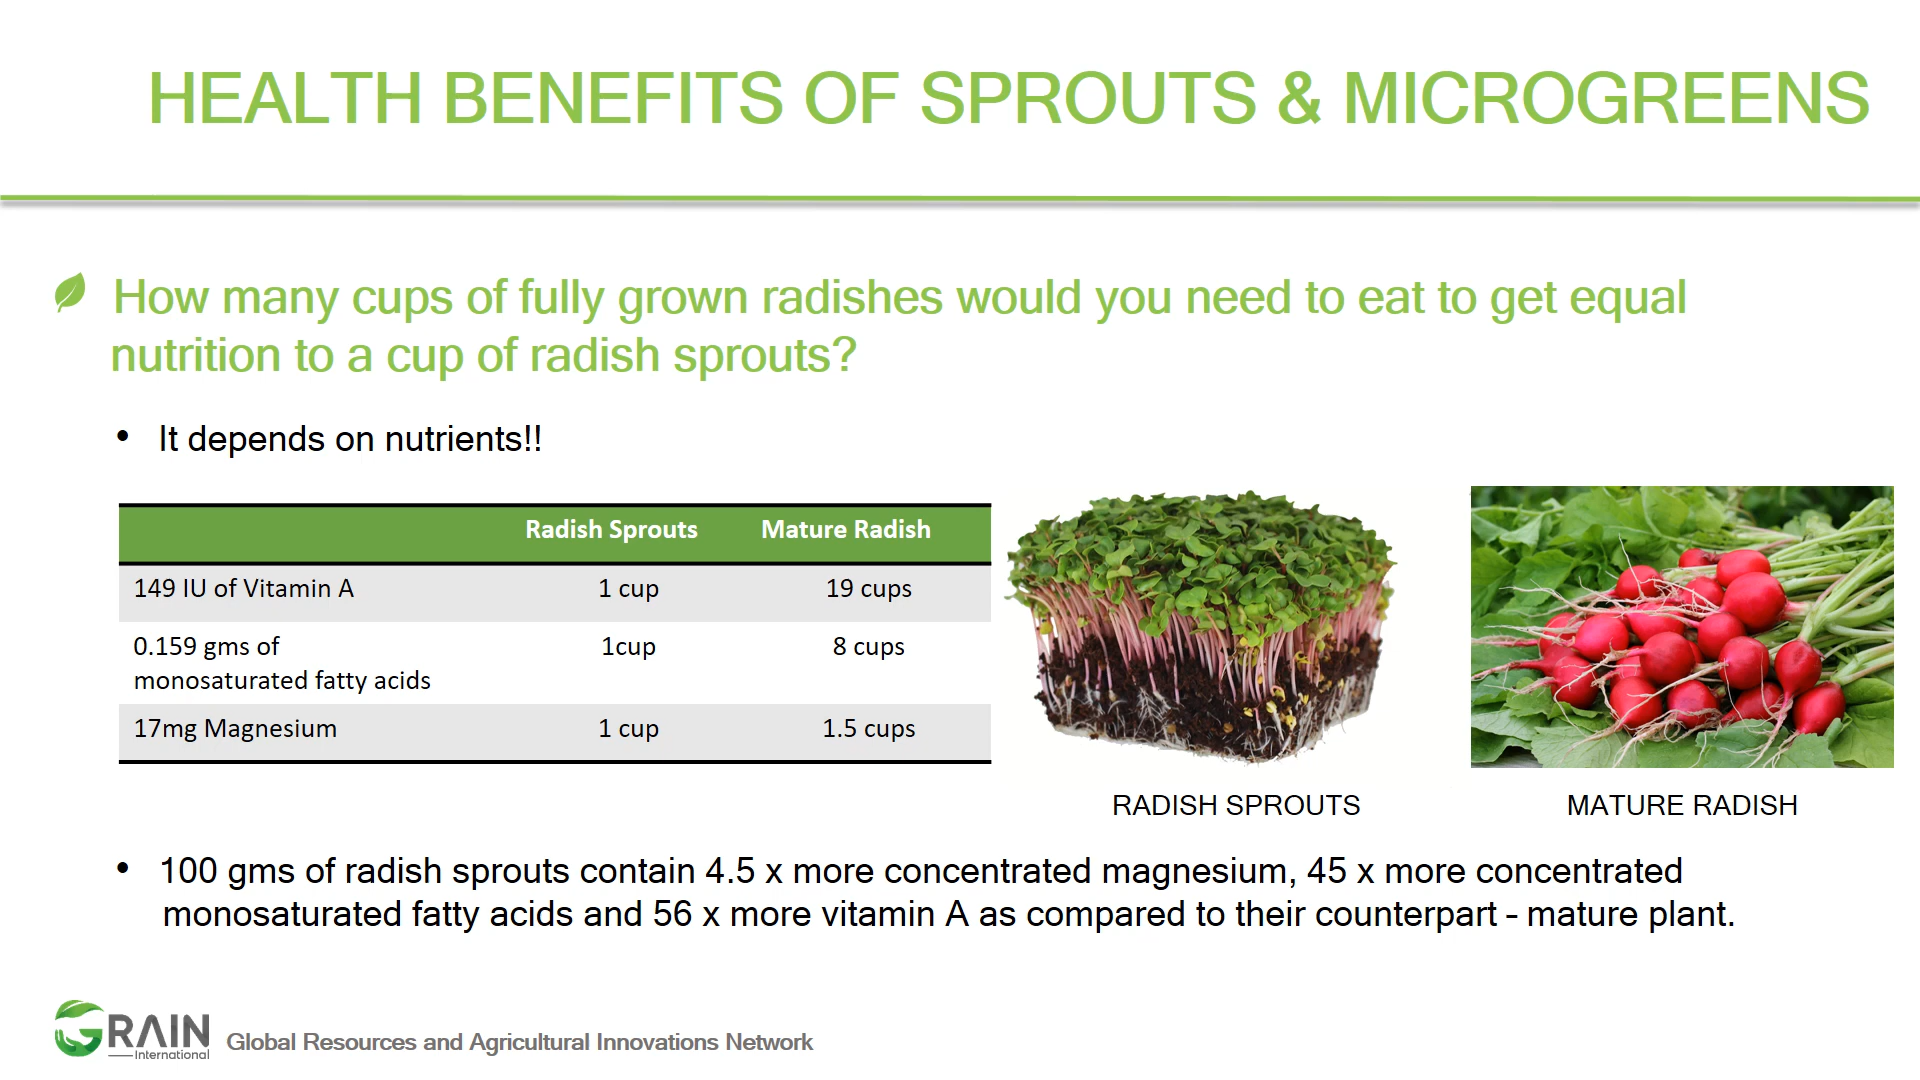 HEALTH BENEFITS OF SPROUTS & MICROGREENS
How many cups of fully grown radishes would you need to eat to get equal
nutrition to a cup of radish sprouts?
• It depends on nutrients!!
Radish Sprouts Mature Radish
149 IU of Vitamin A 1 cup 19 cups
0.159 gms of 1cup 8 cups
monosaturated fatty acids
17mg Magnesium 1 cup 1.5 cups
RADISH SPROUTS MATURE RADISH
• 100 gms of radish sprouts contain 4.5 x more concentrated magnesium, 45 x more concentrated
monosaturated fatty acids and 56 x more vitamin A as compared to their counterpart – mature plant.
GRAIN
International
Global Resources and Agricultural Innovations Network